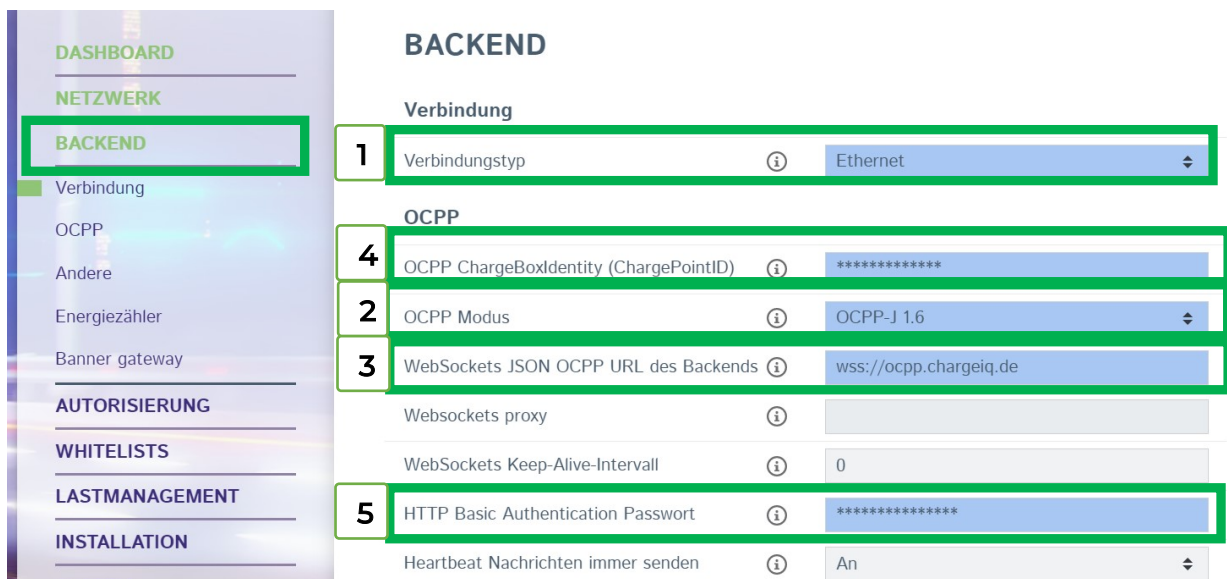 DASHBOARD
NETZWERK
BACKEND
Verbindung
OCPP
Andere
Energiezähler
Banner gateway
AUTORISIERUNG
WHITELISTS
LASTMANAGEMENT
INSTALLATION
BACKEND
Verbindung
1 Verbindungstyp Ethernet
OCPP
4 OCPP ChargeBoxIdentity (ChargePointID) *************
2 OCPP Modus OCPP-J 1.6
3 WebSockets JSON OCPP URL des Backends wss://ocpp.chargeiq.de
Websockets proxy
WebSockets Keep-Alive-Intervall 0
5 HTTP Basic Authentication Passwort ***************
Heartbeat Nachrichten immer senden An